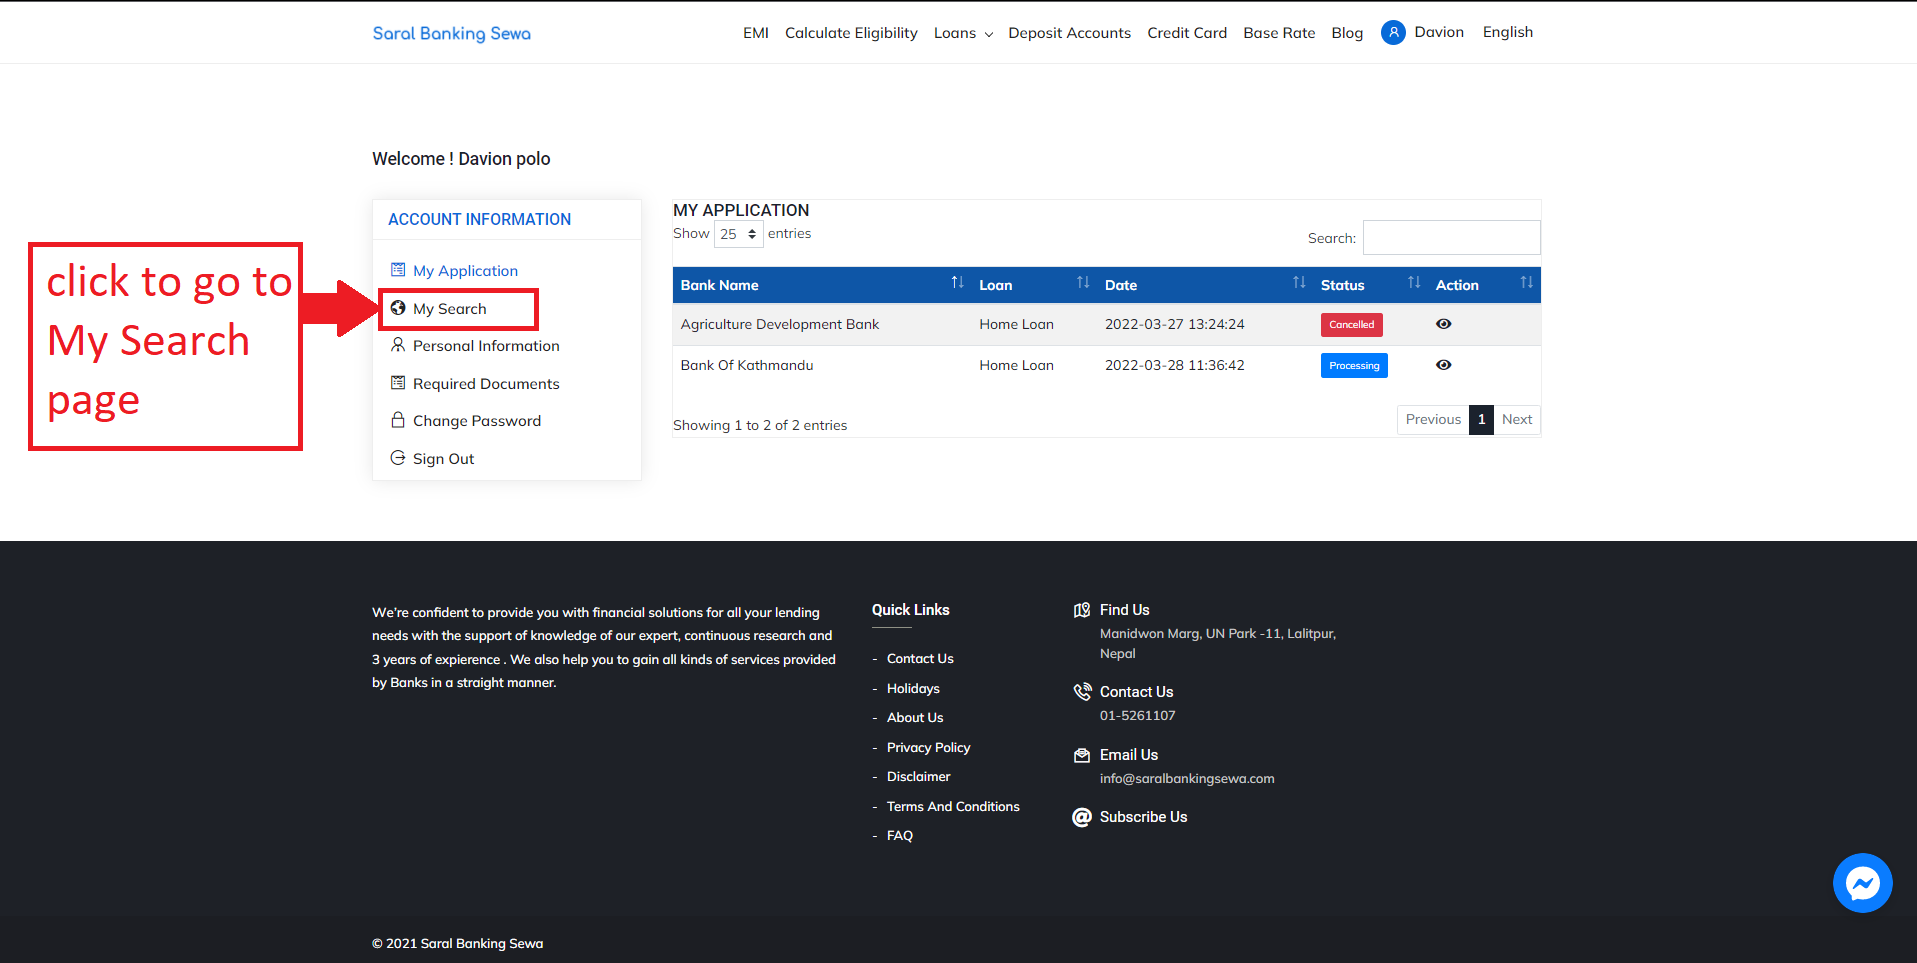 Saral Banking Sewa
EMI Calculate Eligibility Loans Deposit Accounts Credit Card Base Rate Blog Davion English
Welcome ! Davion polo
ACCOUNT INFORMATION
My Application
My Search
Personal Information
Required Documents
Change Password
Sign Out
click to go to
My Search
page
MY APPLICATION
Show 25 entries
Search:
Bank Name Loan Date Status Action
Agriculture Development Bank Home Loan 2022-03-27 13:24:24 Cancelled
Bank Of Kathmandu Home Loan 2022-03-28 11:36:42 Processing
Showing 1 to 2 of 2 entries
Previous 1 Next
We're confident to provide you with financial solutions for all your lending
needs with the support of knowledge of our expert, continuous research and
3 years of expierence . We also help you to gain all kinds of services provided
by Banks in a straight manner.
Quick Links
- Contact Us
- Holidays
- About Us
- Privacy Policy
- Disclaimer
- Terms And Conditions
- FAQ
Find Us
Manidwon Marg, UN Park -11, Lalitpur,
Nepal
Contact Us
01-5261107
Email Us
info@saralbankingsewa.com
Subscribe Us
© 2021 Saral Banking Sewa